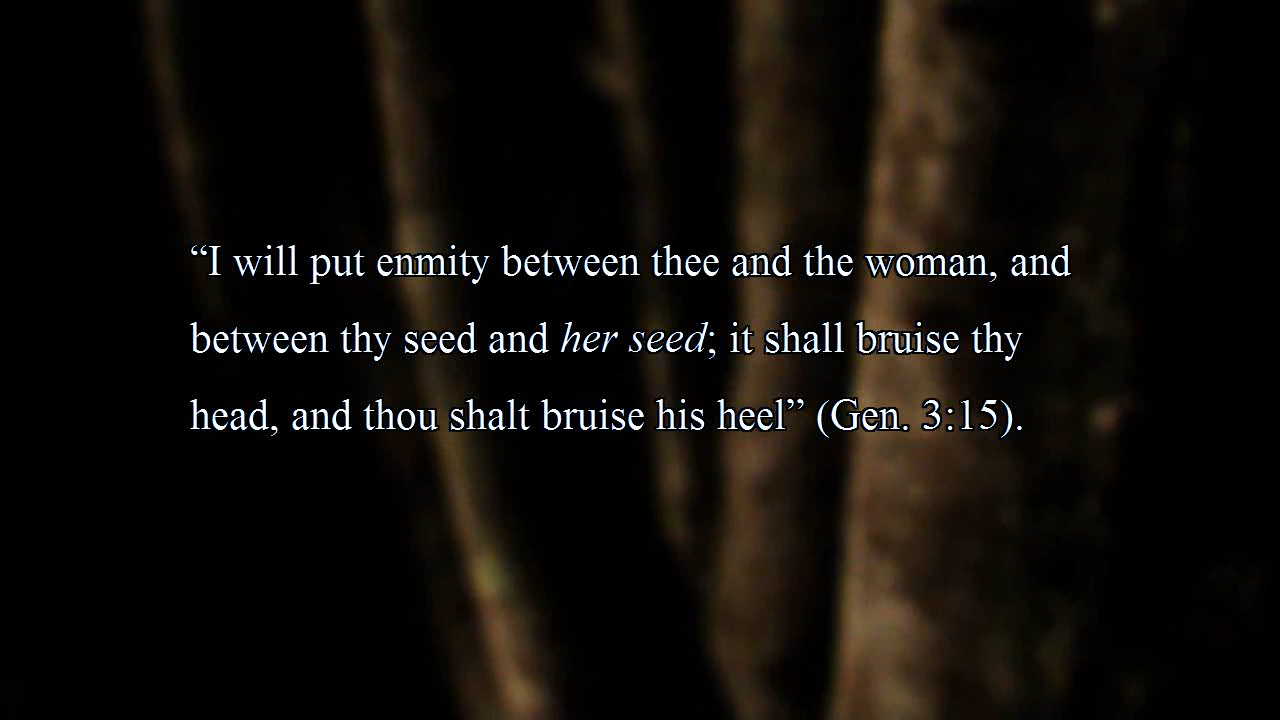 “I will put enmity between thee and the woman, and
between thy seed and her seed; it shall bruise thy
head, and thou shalt bruise his heel” (Gen. 3:15).